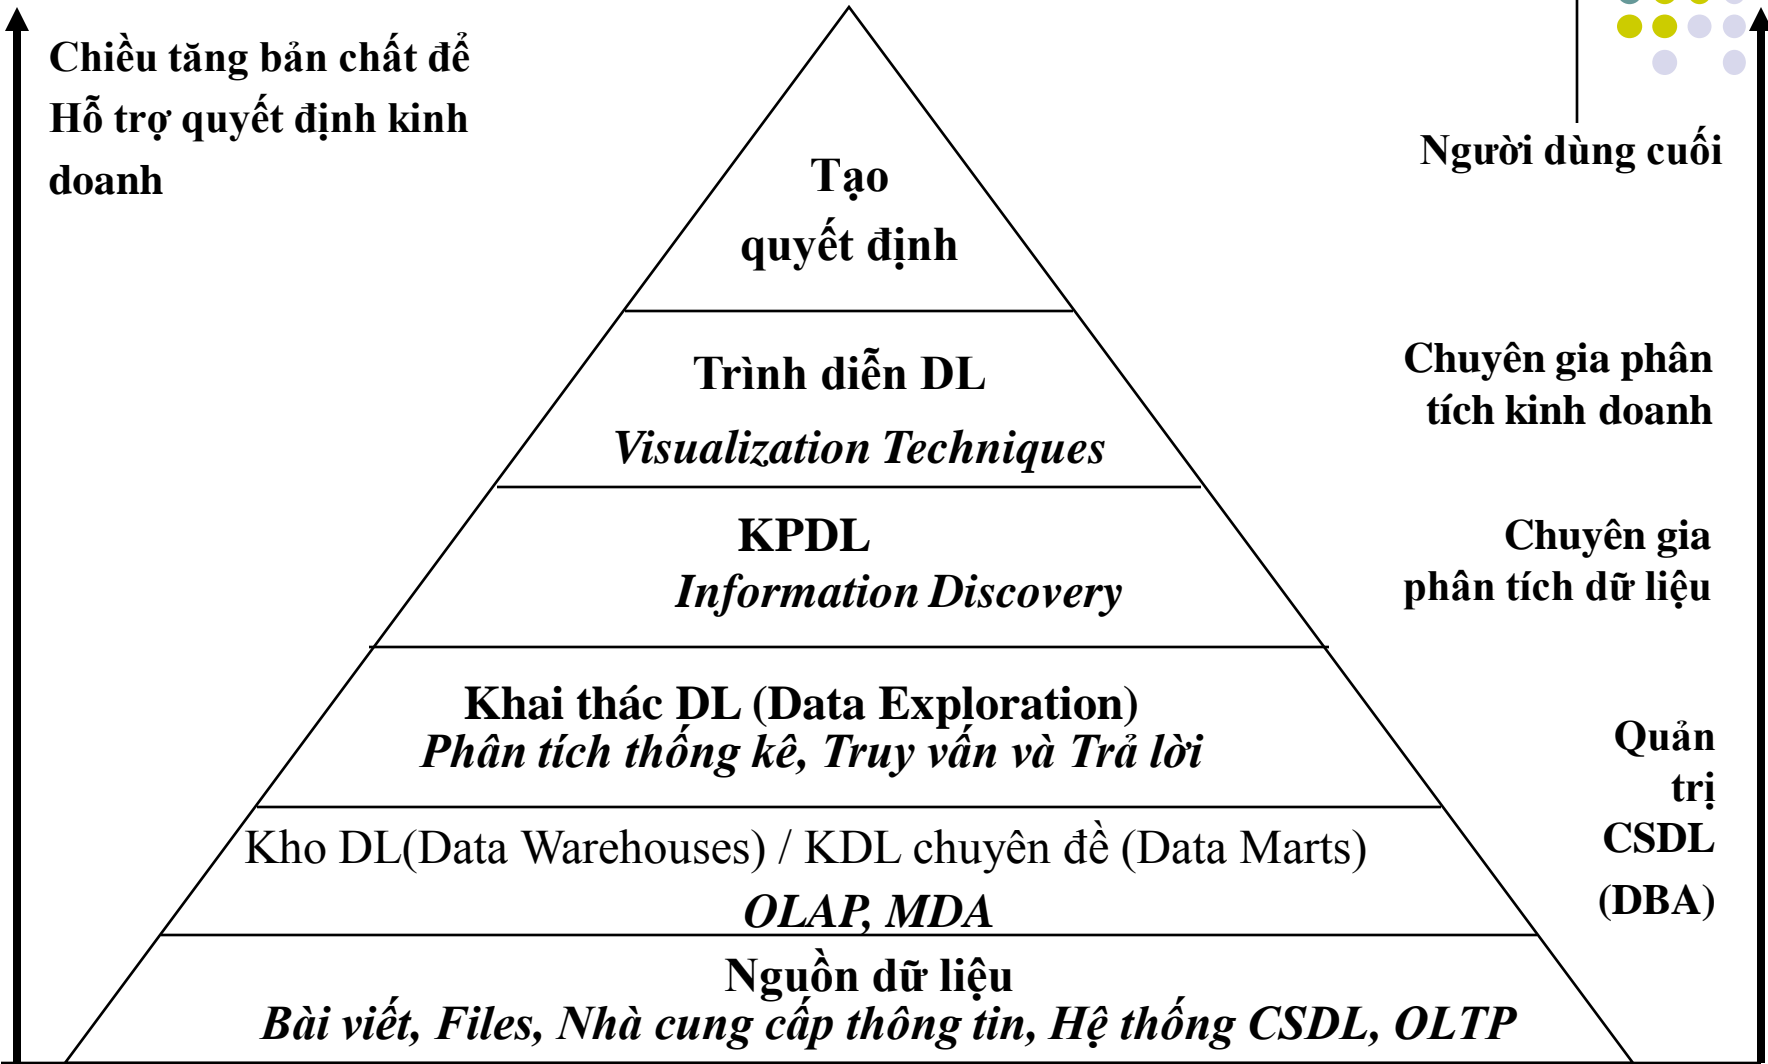 Chiều tăng bản chất để
Hỗ trợ quyết định kinh
doanh
Tạo
quyết định
Người dùng cuối
Trình diễn DL
Visualization Techniques
Chuyên gia phân
tích kinh doanh
KPDL
Information Discovery
Chuyên gia
phân tích dữ liệu
Khai thác DL (Data Exploration)
Phân tích thống kê, Truy vấn và Trả lời
Quản
trị
CSDL
(DBA)
Kho DL(Data Warehouses) / KDL chuyên đề (Data Marts)
OLAP, MDA
Nguồn dữ liệu
Bài viết, Files, Nhà cung cấp thông tin, Hệ thống CSDL, OLTP